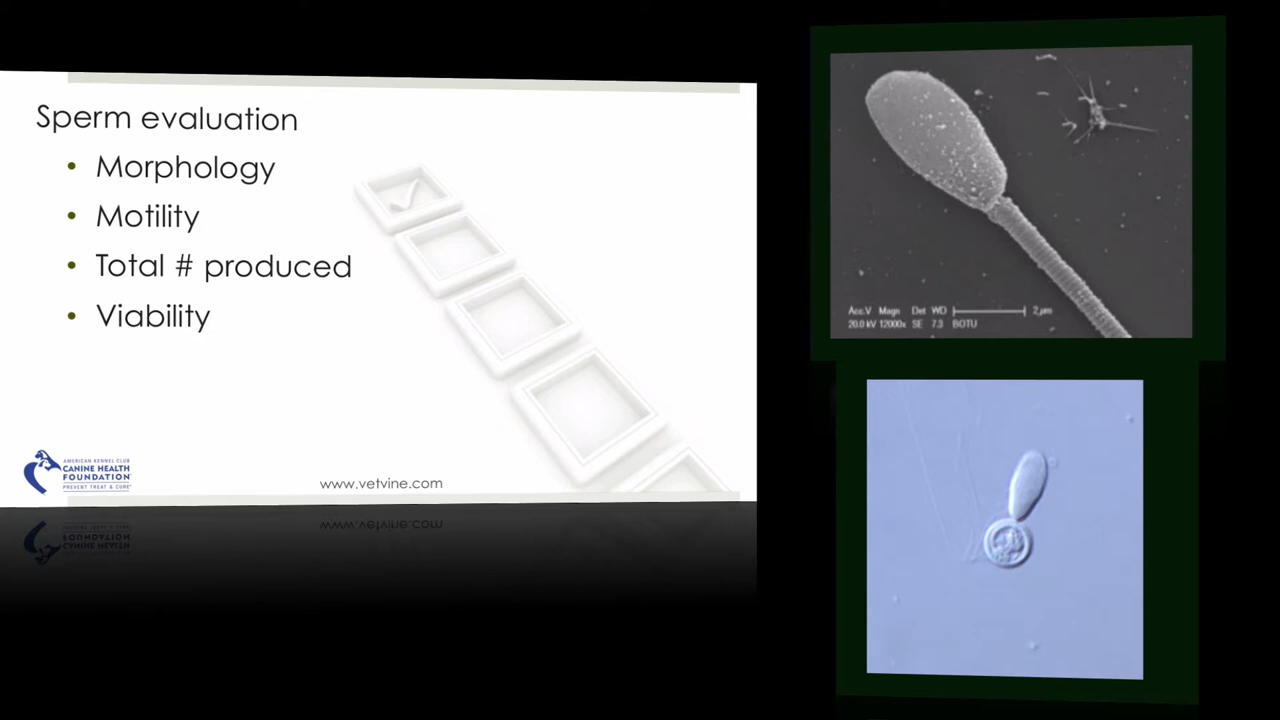 Sperm evaluation
• Morphology
• Motility
• Total # produced
• Viability
AMERICAN KENNEL CLUB
CANINE HEALTH
FOUNDATION
PREVENT TREAT & CURE
www.vetvine.com
Acc.V Magn Det WD 2 µm
20.0 kV 12000x SE 7.3 BOTU